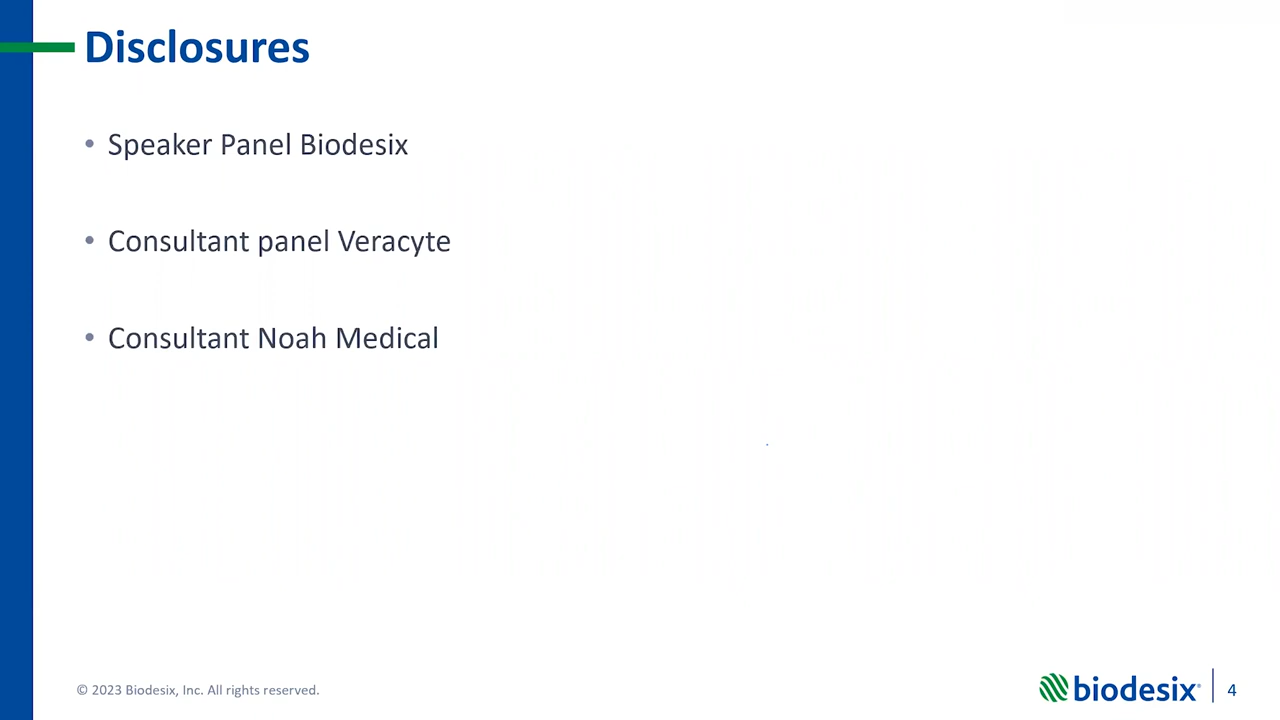 Disclosures
• Speaker Panel Biodesix
• Consultant panel Veracyte
• Consultant Noah Medical
© 2023 Biodesix, Inc. All rights reserved.
biodesix®
4